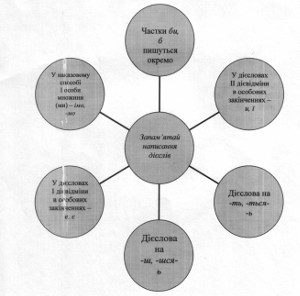 Частки би,
б
пишуться
окремо
У наказовому
способі
І особи
множини
(ми) – імо,
-мо
У дієсловах
ІІ дієвідміни
в особових
закінченнях –
и, ї
Запам'ятай
написання
дієслів
У дієсловах
І дієвідміни
в особових
закінченнях –
е, є
Дієслова на
-ть, -ться-
-ь
Дієслова
на
-ш, -шся-
ь